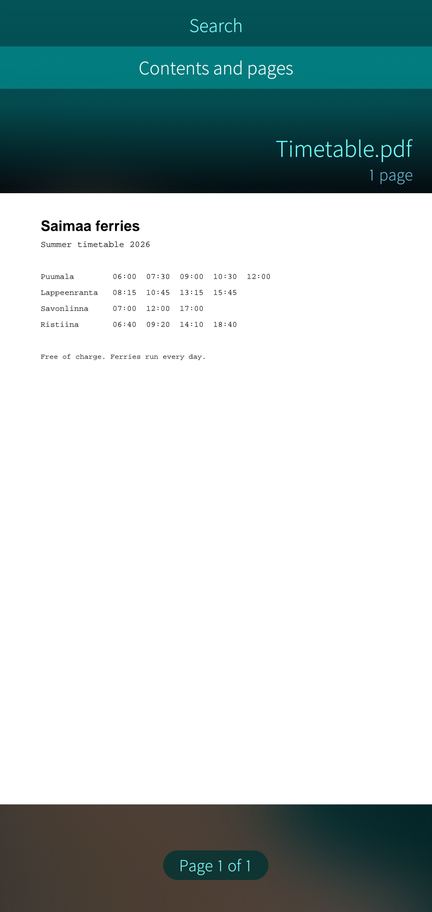 Search
Contents and pages
Timetable.pdf
1 page
Saimaa ferries
Summer timetable 2026
Puumala 06:00 07:30 09:00 10:30 12:00
Lappeenranta 08:15 10:45 13:15 15:45
Savonlinna 07:00 12:00 17:00
Ristiina 06:40 09:20 14:10 18:40
Free of charge. Ferries run every day.
Page 1 of 1